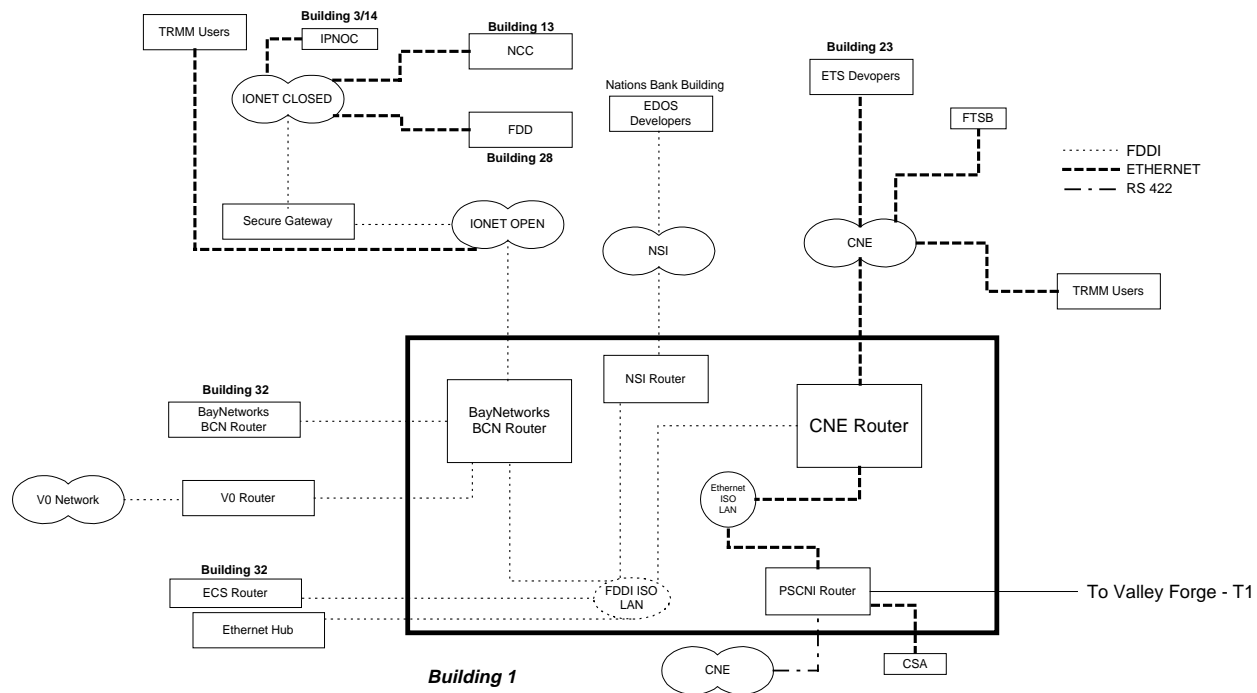 Building 3/14
TRMM Users
IPNOC
Building 13
NCC
IONET CLOSED
FDD
Building 28
Building 23
ETS Devopers
Nations Bank Building
EDOS
Developers
FTSB
FDDI
ETHERNET
RS 422
Secure Gateway
IONET OPEN
NSI
CNE
TRMM Users
NSI Router
Building 32
BayNetworks
BCN Router
BayNetworks
BCN Router
CNE Router
V0 Network
V0 Router
Ethernet
ISO
LAN
Building 32
ECS Router
Ethernet Hub
FDDI ISO
LAN
PSCNI Router
To Valley Forge - T1
CSA
CNE
Building 1